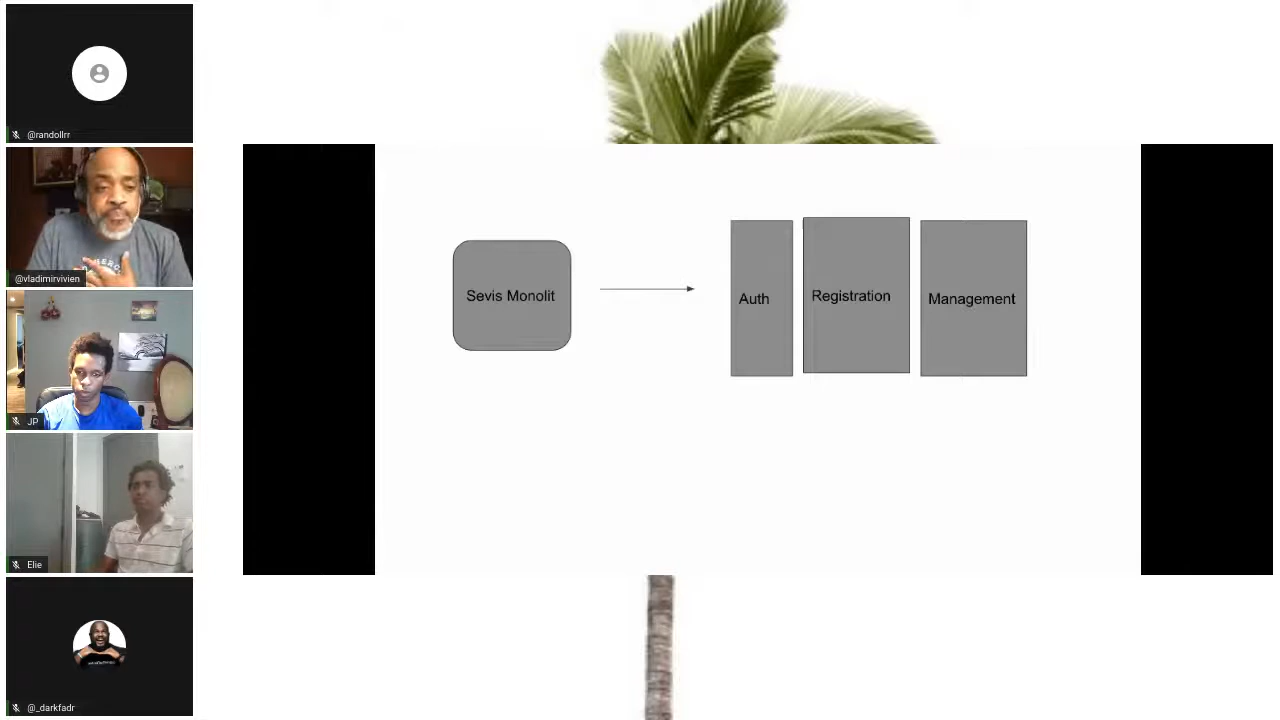 @randollrr
@vladimirvivien
JP
Elie
@_darkfadr
Sevis Monolit
Auth
Registration
Management